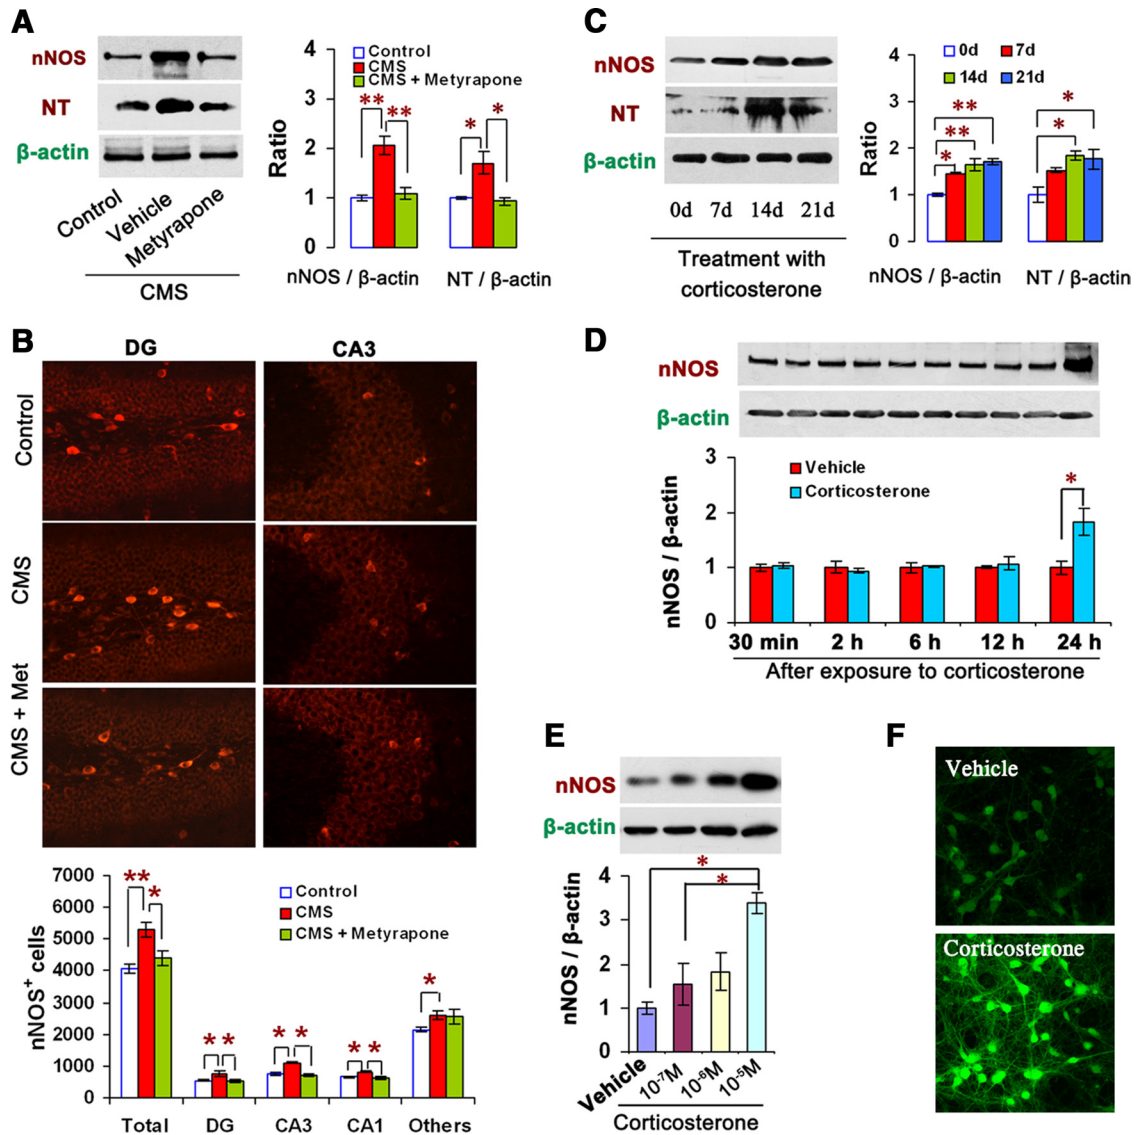 A
nNOS
NT
β-actin
Control
Vehicle
Metyrapone
CMS
4
3
2
1
0
Ratio
Control
CMS
CMS + Metyrapone
** ** * *
nNOS / β-actin NT / β-actin
C
nNOS
NT
β-actin
0d 7d 14d 21d
Treatment with
corticosterone
4
3
2
1
0
Ratio
0d 7d
14d 21d
**
**
*
*
*
nNOS / β-actin NT / β-actin
B
DG CA3
Control
CMS
CMS + Met
7000
6000
5000
4000
3000
2000
1000
0
nNOS+ cells
Control
CMS
CMS + Metyrapone
** *
* *
* *
* *
*
Total DG CA3 CA1 Others
D
nNOS
β-actin
3
2
1
0
nNOS / β-actin
Vehicle
Corticosterone
*
30 min 2 h 6 h 12 h 24 h
After exposure to corticosterone
E
nNOS
β-actin
4
3
2
1
0
nNOS / β-actin
*
*
Vehicle 10-7M 10-6M 10-5M
Corticosterone
F
Vehicle
Corticosterone